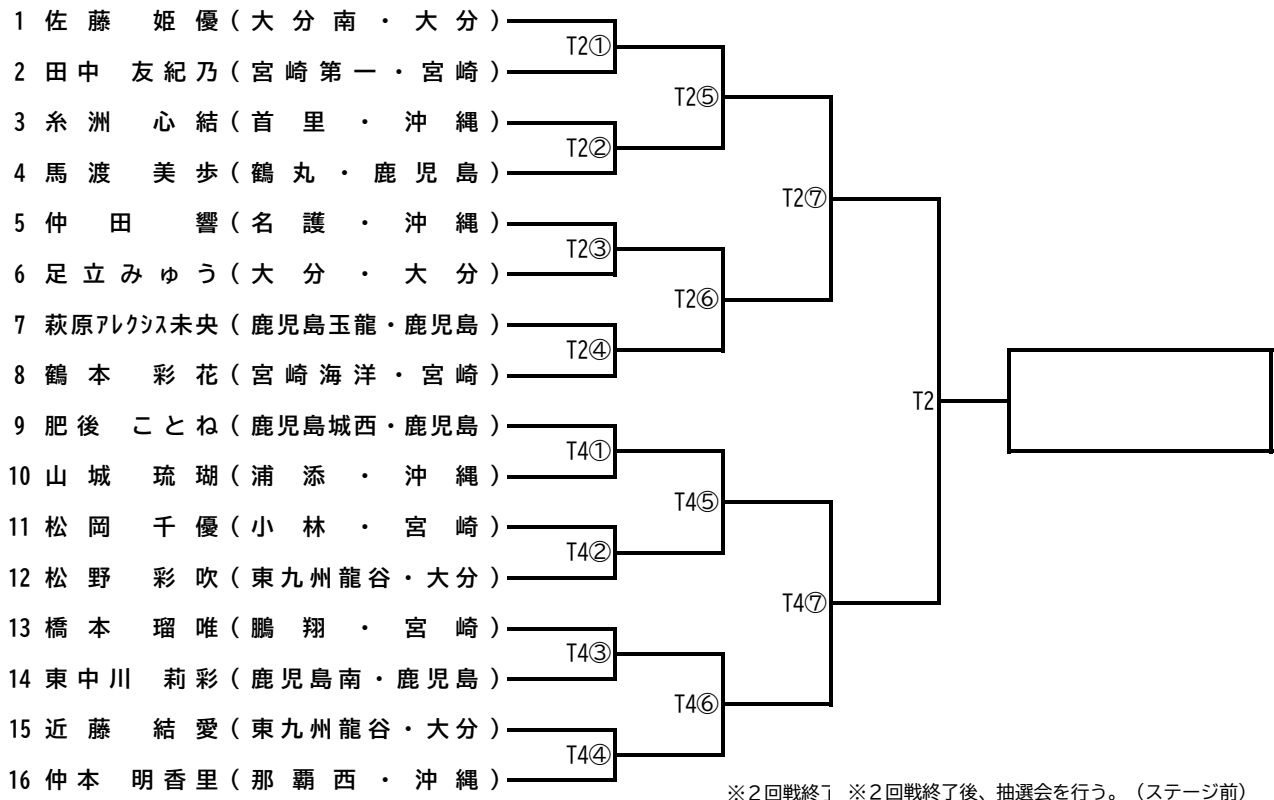 1 佐藤 姫優（大分南・大分）
T2①
2 田中 友紀乃（宮崎第一・宮崎）
T2⑤
3 糸洲 心結（首里・沖縄）
T2②
4 馬渡 美歩（鶴丸・鹿児島）
T2⑦
5 仲田 響（名護・沖縄）
T2③
6 足立みゅう（大分・大分）
T2⑥
7 萩原ｱﾚｸｼｽ未央（鹿児島玉龍・鹿児島）
T2④
8 鶴本 彩花（宮崎海洋・宮崎）
T2
9 肥後 ことね（鹿児島城西・鹿児島）
T4①
10 山城 琉瑚（浦添・沖縄）
T4⑤
11 松岡 千優（小林・宮崎）
T4②
12 松野 彩吹（東九州龍谷・大分）
T4⑦
13 橋本 瑠唯（鵬翔・宮崎）
T4③
14 東中川 莉彩（鹿児島南・鹿児島）
T4⑥
15 近藤 結愛（東九州龍谷・大分）
T4④
16 仲本 明香里（那覇西・沖縄）
※２回戦終了 ※２回戦終了後、抽選会を行う。（ステージ前）